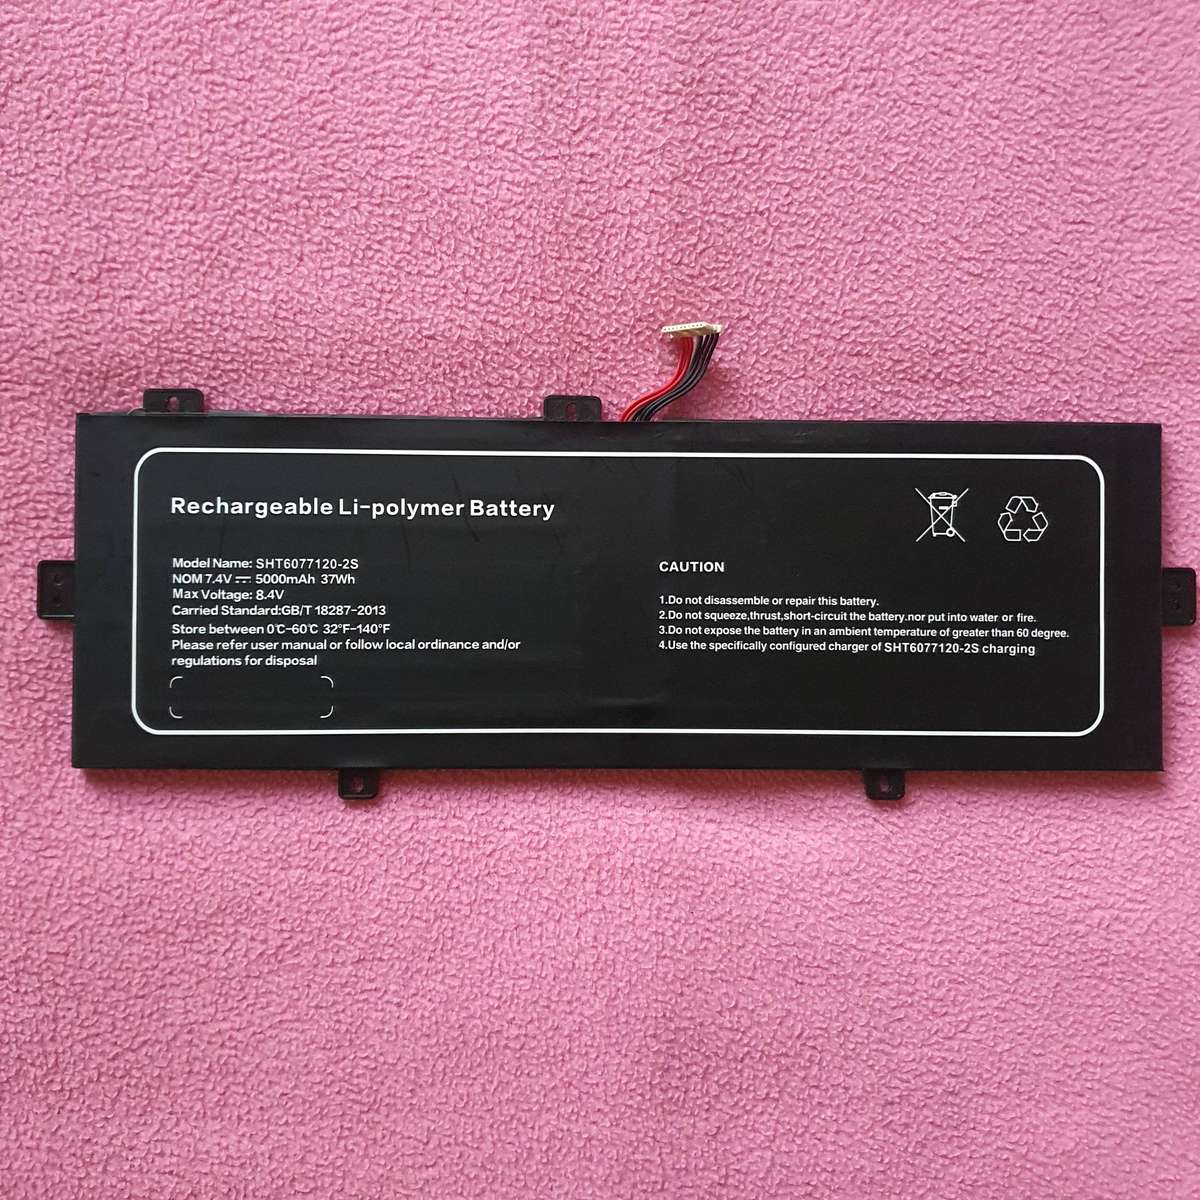 Rechargeable Li-polymer Battery
Model Name: SHT6077120-2S
NOM 7.4V ⎓ 5000mAh 37Wh
Max Voltage: 8.4V
Carried Standard:GB/T 18287-2013
Store between 0℃-60℃ 32°F-140°F
Please refer user manual or follow local ordinance and/or
regulations for disposal
CAUTION
1.Do not disassemble or repair this battery.
2.Do not squeeze,thrust,short-circuit the battery.nor put into water or fire.
3.Do not expose the battery in an ambient temperature of greater than 60 degree.
4.Use the specifically configured charger of SHT6077120-2S charging